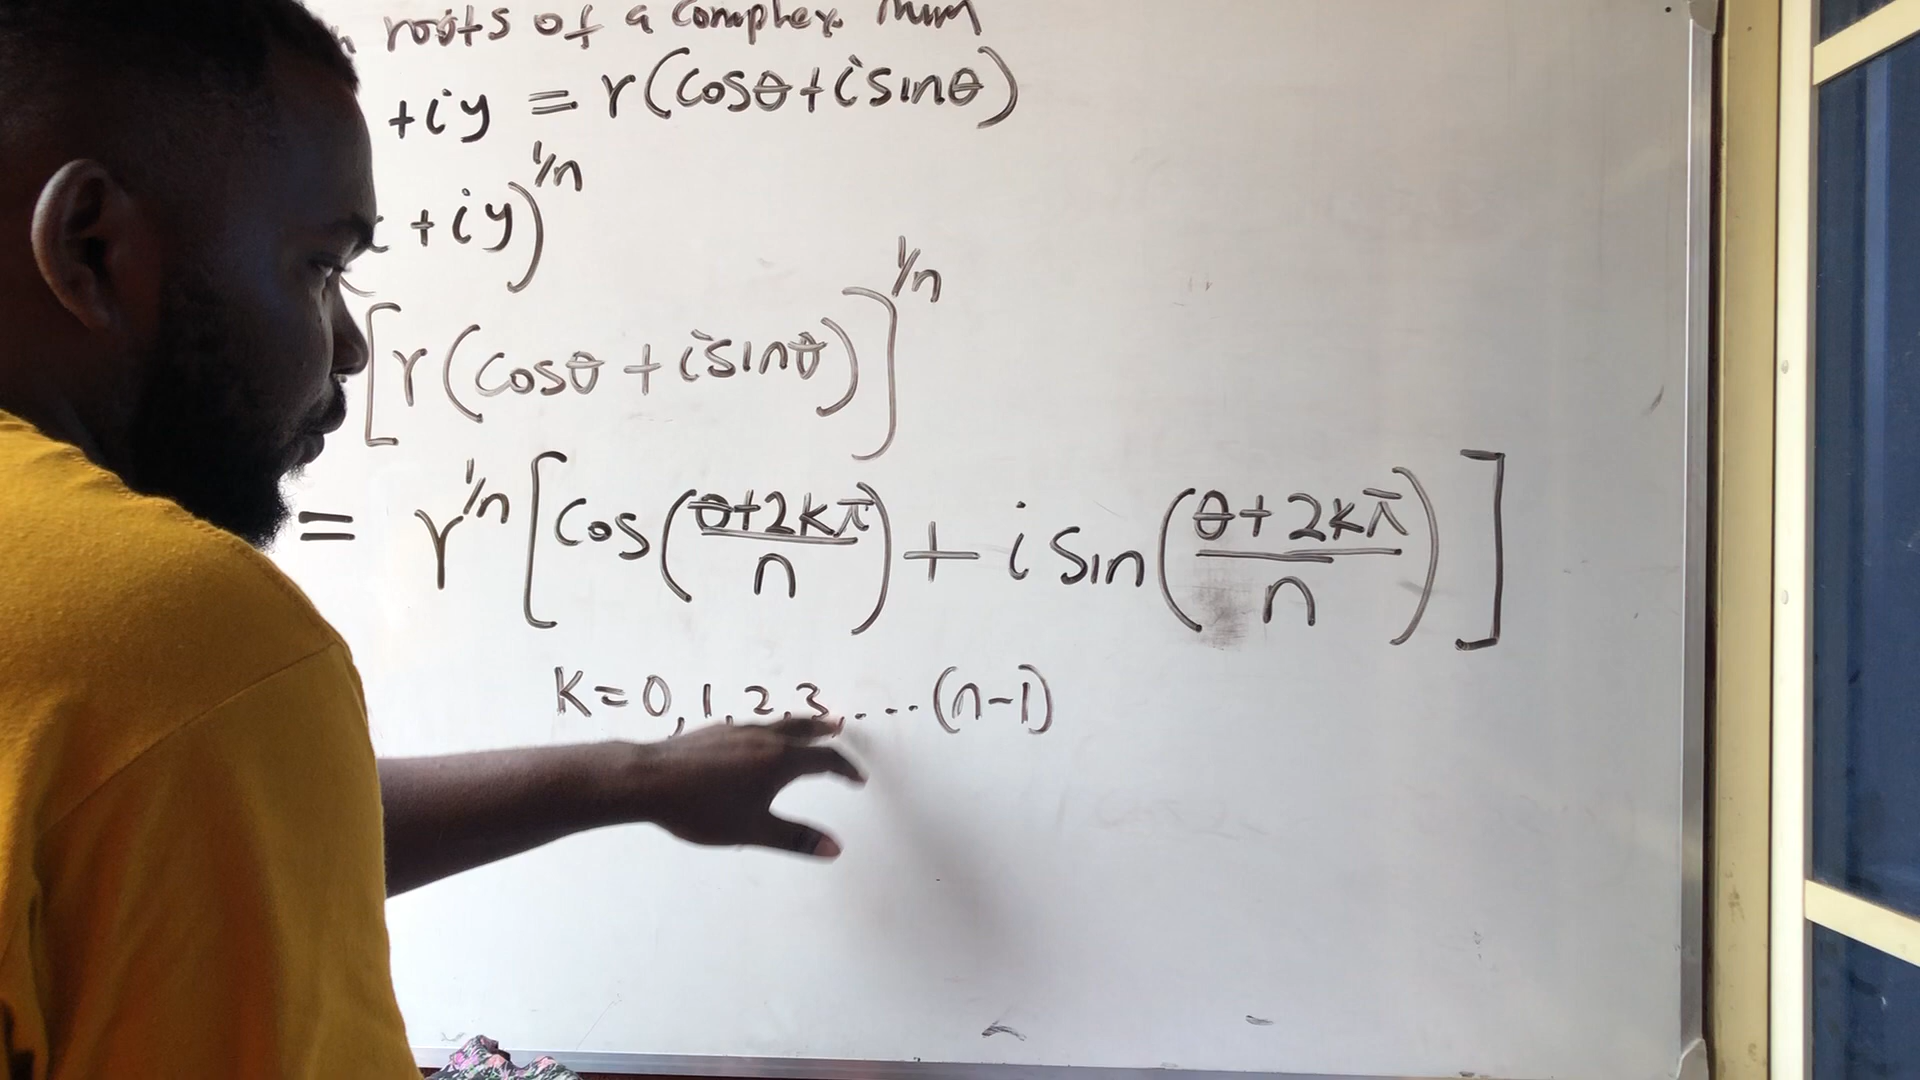 roots of a complex. num
+iy = r(cosθ+isinθ)
+iy)^1/n
[r(cosθ+isinθ)]^1/n
= r^1/n [cos(θ+2kπ/n)+ i sin(θ+2kπ/n)]
K=0,1,2,3,...(n-1)